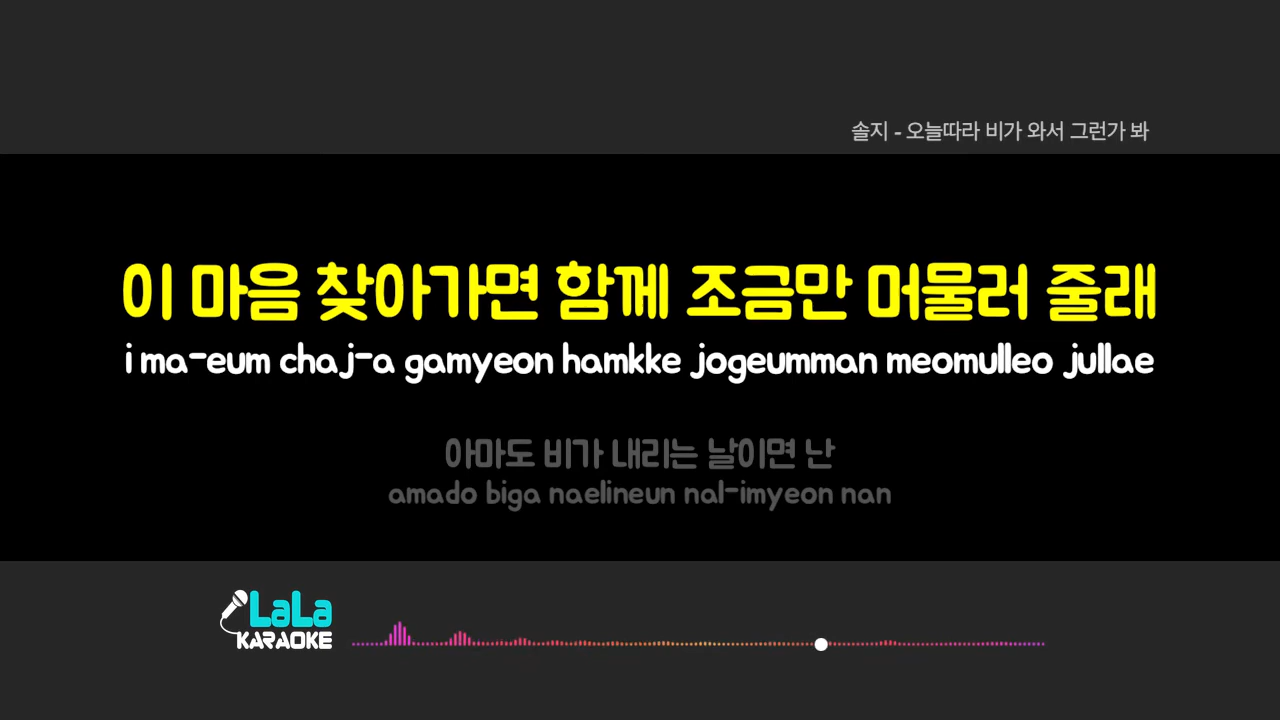 솔지 - 오늘따라 비가 와서 그런가 봐
이 마음 찾아가면 함께 조금만 머물러 줄래
i ma-eum chaj-a gamyeon hamkke jogeumman meomulleo jullae
아마도 비가 내리는 날이면 난
amado biga naelineun nal-imyeon nan
LaLa
KARAOKE